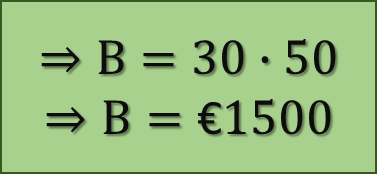 ⇒ B = 30 · 50
⇒ B = €1500